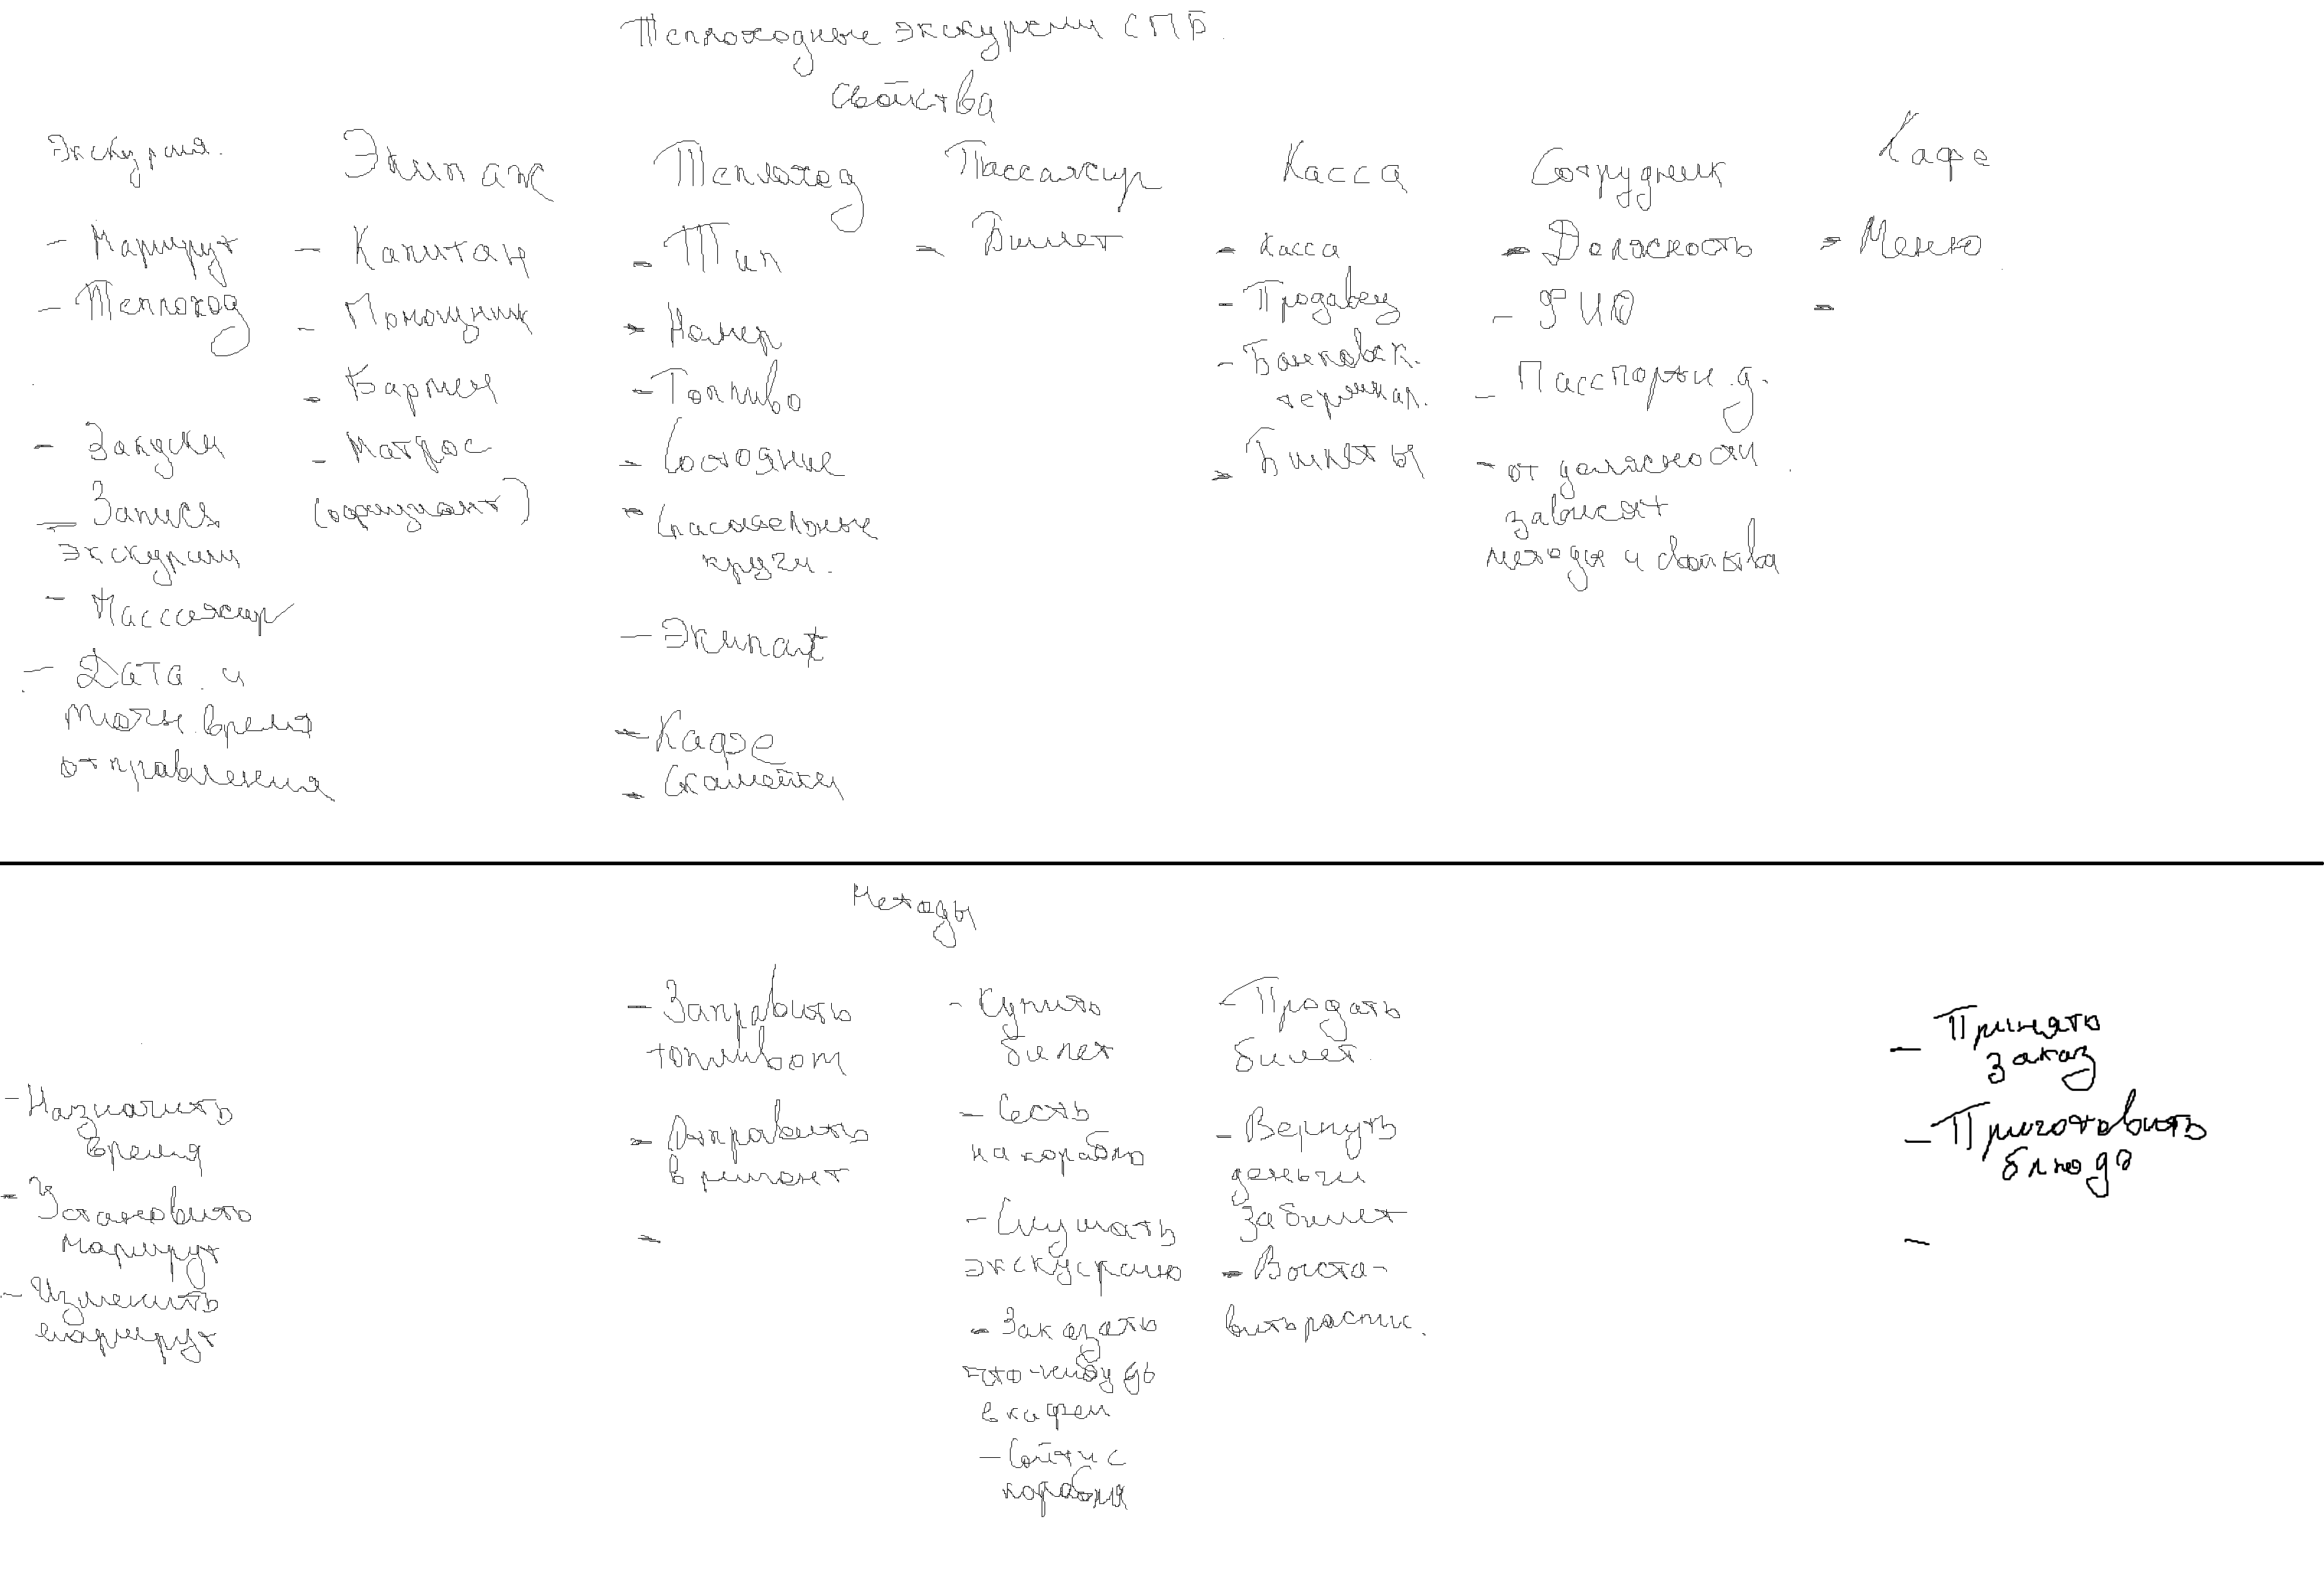 Теплоходные экскурсии СПБ.
Свойства
Экскурсия.
- Маршрут
- Теплоход
- Закуски
- Запись
экскурсии
- Пассажир
- Дата и
точн. время
отправления
Экипаж
- Капитан
- Помощник
- Бармен
- Матрос
(официант)
Теплоход
- Тип
- Номер
- Топливо
- Состояние
- Спасательные
круги.
- Экипаж
- Кафе
- Скамейки
Пассажир
- Билет
Касса
- Касса
- Продавец
- Банковск.
терминал.
- Билеты
Сотрудник
- Должность
- ФИО
- Паспортн. д.
- от должности
зависят
методы и свойства
Кафе
- Меню
-
Методы
- Назначить
время
- Установить
маршрут
- Изменить
маршрут
- Заправить
топливом
- Отправить
в ремонт
-
- Купить
билет
- Сесть
на корабль
- Слушать
экскурсию
- Заказать
что-нибудь
в кафеи
- Сойти с
корабля
- Продать
билет.
- Вернуть
деньги
за билет
- Выста-
вить распис.
- Принять
заказ
- Приготовить
блюдо
-